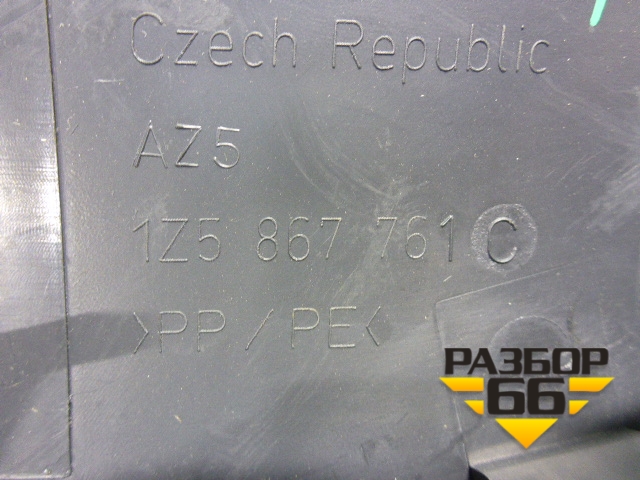 Czech Republic
AZ5
1Z5 867 761 C
>PP/PE<
РАЗБОР
66